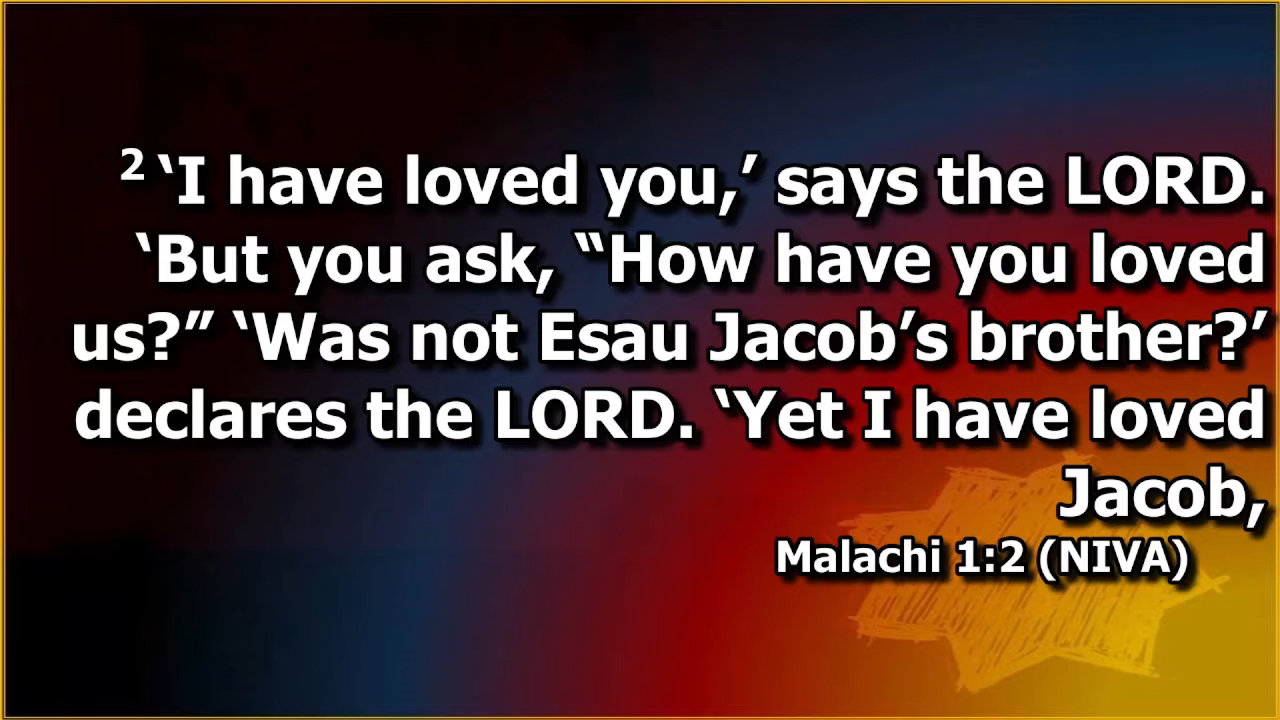 ² ‘I have loved you,’ says the LORD.
‘But you ask, “How have you loved
us?” ‘Was not Esau Jacob’s brother?’
declares the LORD. ‘Yet I have loved
Jacob,
Malachi 1:2 (NIVA)